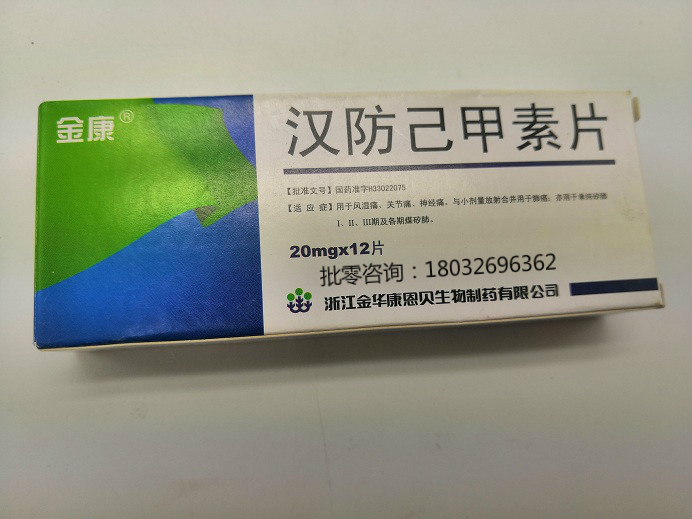 金康®
汉防己甲素片
【批准文号】国药准字H33022075
【适 应 症】用于风湿痛、关节痛、神经痛。与小剂量放射合并用于肺癌；亦用于单纯矽肺
I、II、III期及各期煤矽肺。
20mgx12片
批零咨询：18032696362
浙江金华康恩贝生物制药有限公司